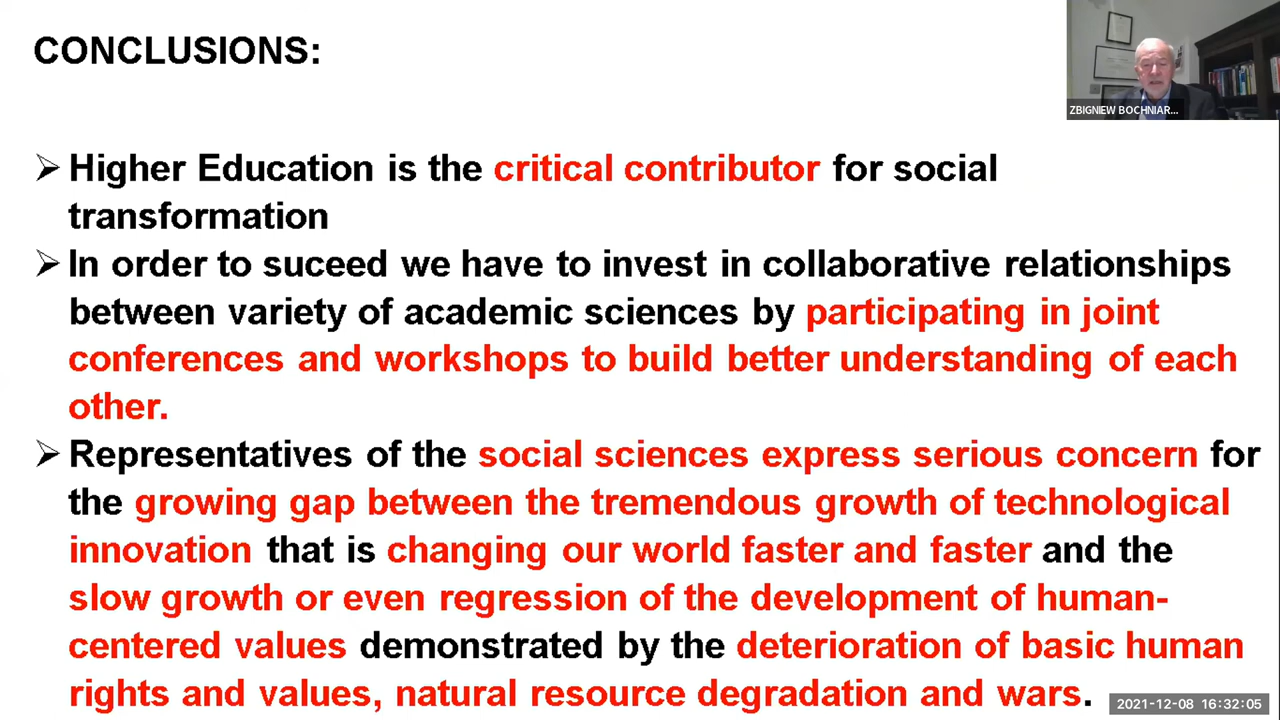 CONCLUSIONS:
ZBIGNIEW BOCHNIAR...
➢ Higher Education is the critical contributor for social
transformation
➢ In order to suceed we have to invest in collaborative relationships
between variety of academic sciences by participating in joint
conferences and workshops to build better understanding of each
other.
➢ Representatives of the social sciences express serious concern for
the growing gap between the tremendous growth of technological
innovation that is changing our world faster and faster and the
slow growth or even regression of the development of human-
centered values demonstrated by the deterioration of basic human
rights and values, natural resource degradation and wars.
2021-12-08 16:32:05